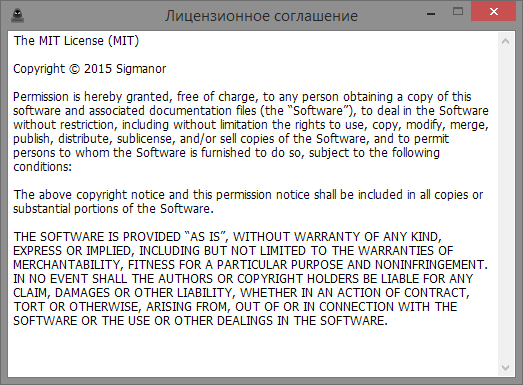 Лицензионное соглашение
The MIT License (MIT)
Copyright © 2015 Sigmanor
Permission is hereby granted, free of charge, to any person obtaining a copy of this
software and associated documentation files (the “Software”), to deal in the Software
without restriction, including without limitation the rights to use, copy, modify, merge,
publish, distribute, sublicense, and/or sell copies of the Software, and to permit
persons to whom the Software is furnished to do so, subject to the following
conditions:
The above copyright notice and this permission notice shall be included in all copies or
substantial portions of the Software.
THE SOFTWARE IS PROVIDED “AS IS”, WITHOUT WARRANTY OF ANY KIND,
EXPRESS OR IMPLIED, INCLUDING BUT NOT LIMITED TO THE WARRANTIES OF
MERCHANTABILITY, FITNESS FOR A PARTICULAR PURPOSE AND NONINFRINGEMENT.
IN NO EVENT SHALL THE AUTHORS OR COPYRIGHT HOLDERS BE LIABLE FOR ANY
CLAIM, DAMAGES OR OTHER LIABILITY, WHETHER IN AN ACTION OF CONTRACT,
TORT OR OTHERWISE, ARISING FROM, OUT OF OR IN CONNECTION WITH THE
SOFTWARE OR THE USE OR OTHER DEALINGS IN THE SOFTWARE.